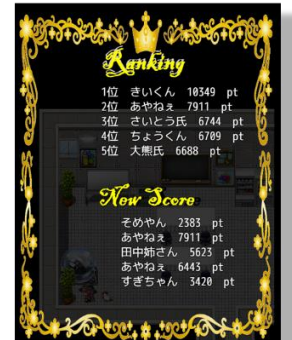 Ranking
1位 きいくん 10349 pt
2位 あやねぇ 7911 pt
3位 さいとう氏 6744 pt
4位 ちょうくん 6709 pt
5位 大熊氏 6688 pt
New Score
そめやん 2383 pt
あやねぇ 7911 pt
田中姉さん 5623 pt
あやねぇ 6443 pt
すぎちゃん 3420 pt